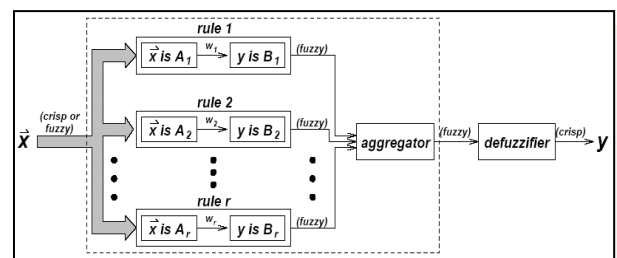 rule 1
x is A1 w1 y is B1 (fuzzy)
(crisp or
fuzzy)
x
rule 2
x is A2 w2 y is B2 (fuzzy)
aggregator (fuzzy) defuzzifier (crisp) y
rule r
x is Ar wr y is Br (fuzzy)